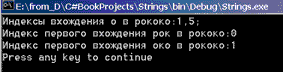 E:\from_D\C#BookProjects\Strings\bin\Debug\Strings.exe
Индексы вхождения о в рококо:1,5;
Индекс первого вхождения рок в рококо:0
Индекс первого вхождения око в рококо:1
Press any key to continue